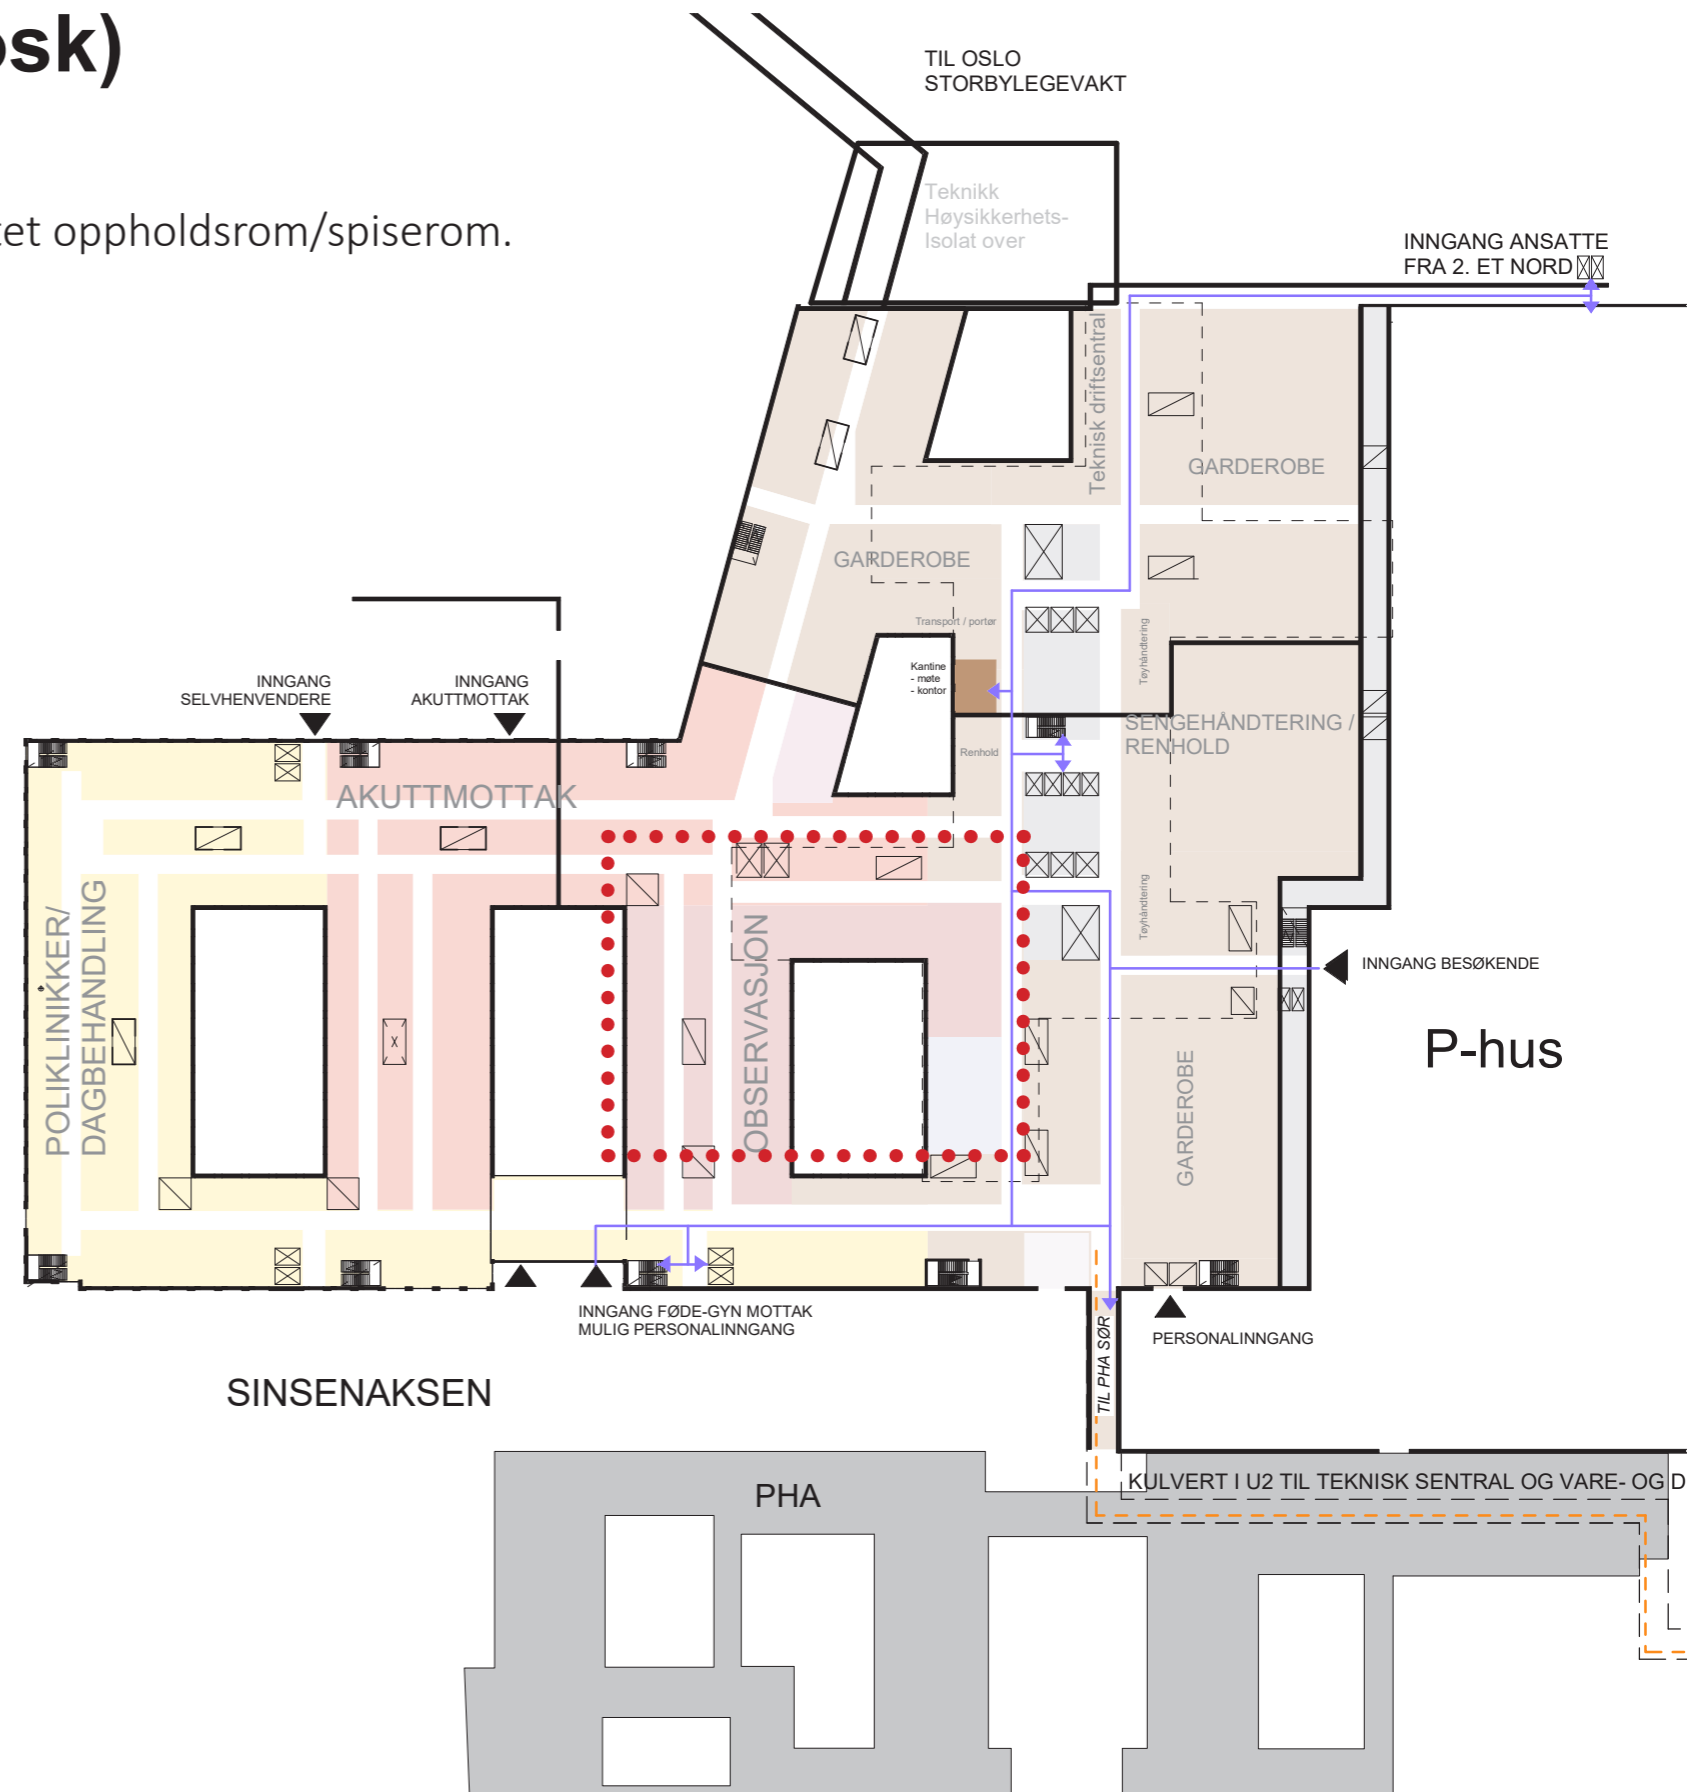 osk)
tet oppholdsrom/spiserom.
TIL OSLO
STORBYLEGEVAKT
Teknikk
Høysikkerhets-
Isolat over
INNGANG ANSATTE
FRA 2. ET NORD
Teknisk driftsentral
GARDEROBE
GARDEROBE
Transport / portør
Tøyhåndtering
Kantine
- møte
- kontor
INNGANG
SELVHENVENDERE
INNGANG
AKUTTMOTTAK
SENGEHÅNDTERING /
RENHOLD
Renhold
AKUTTMOTTAK
POLIKLINIKKER/
DAGBEHANDLING
OBSERVASJON
Tøyhåndtering
INNGANG BESØKENDE
P-hus
x
GARDEROBE
INNGANG FØDE-GYN MOTTAK
MULIG PERSONALINNGANG
TIL PHA SØR
PERSONALINNGANG
SINSENAKSEN
PHA
KULVERT I U2 TIL TEKNISK SENTRAL OG VARE- OG D